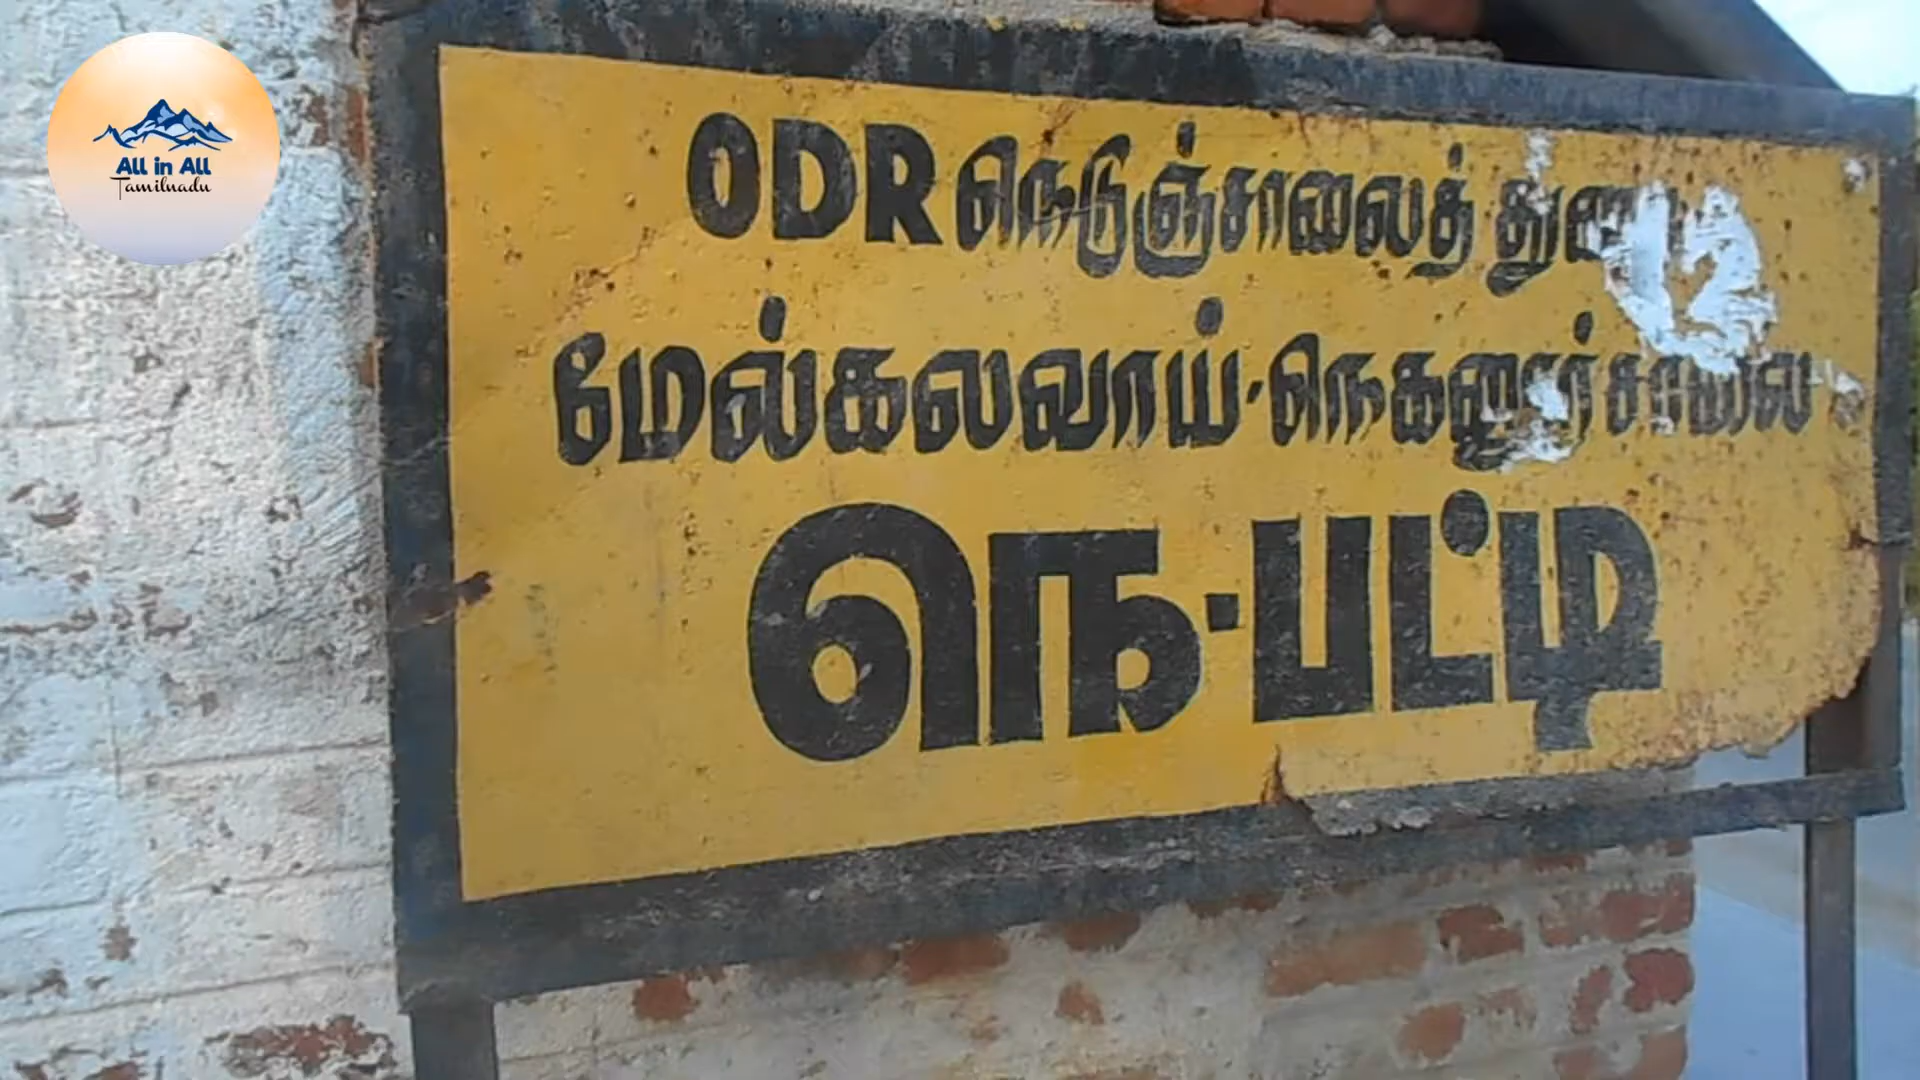 All in All
Tamilnadu
ODR நெடுஞ்சாலைத்
மேல்கலவாய்-நெகனூர் சாலை
நெ-பட்டி